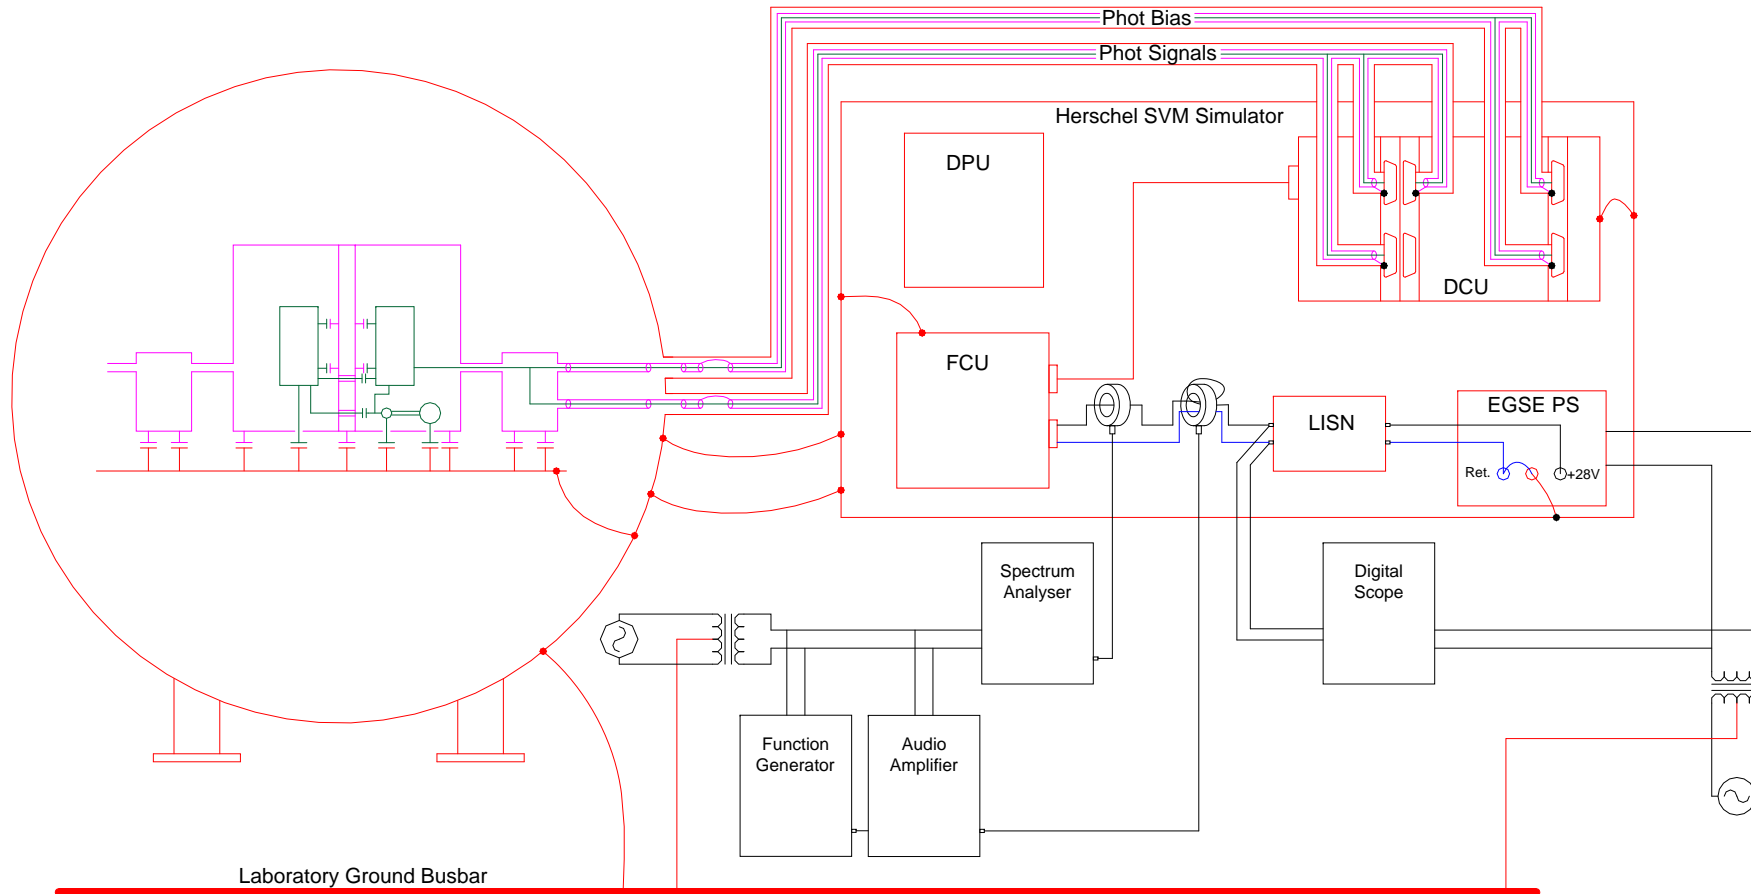 Phot Bias
Phot Signals
Herschel SVM Simulator
DPU
DCU
FCU
LISN
EGSE PS
Ret.
+28V
Spectrum
Analyser
Digital
Scope
Function
Generator
Audio
Amplifier
Laboratory Ground Busbar